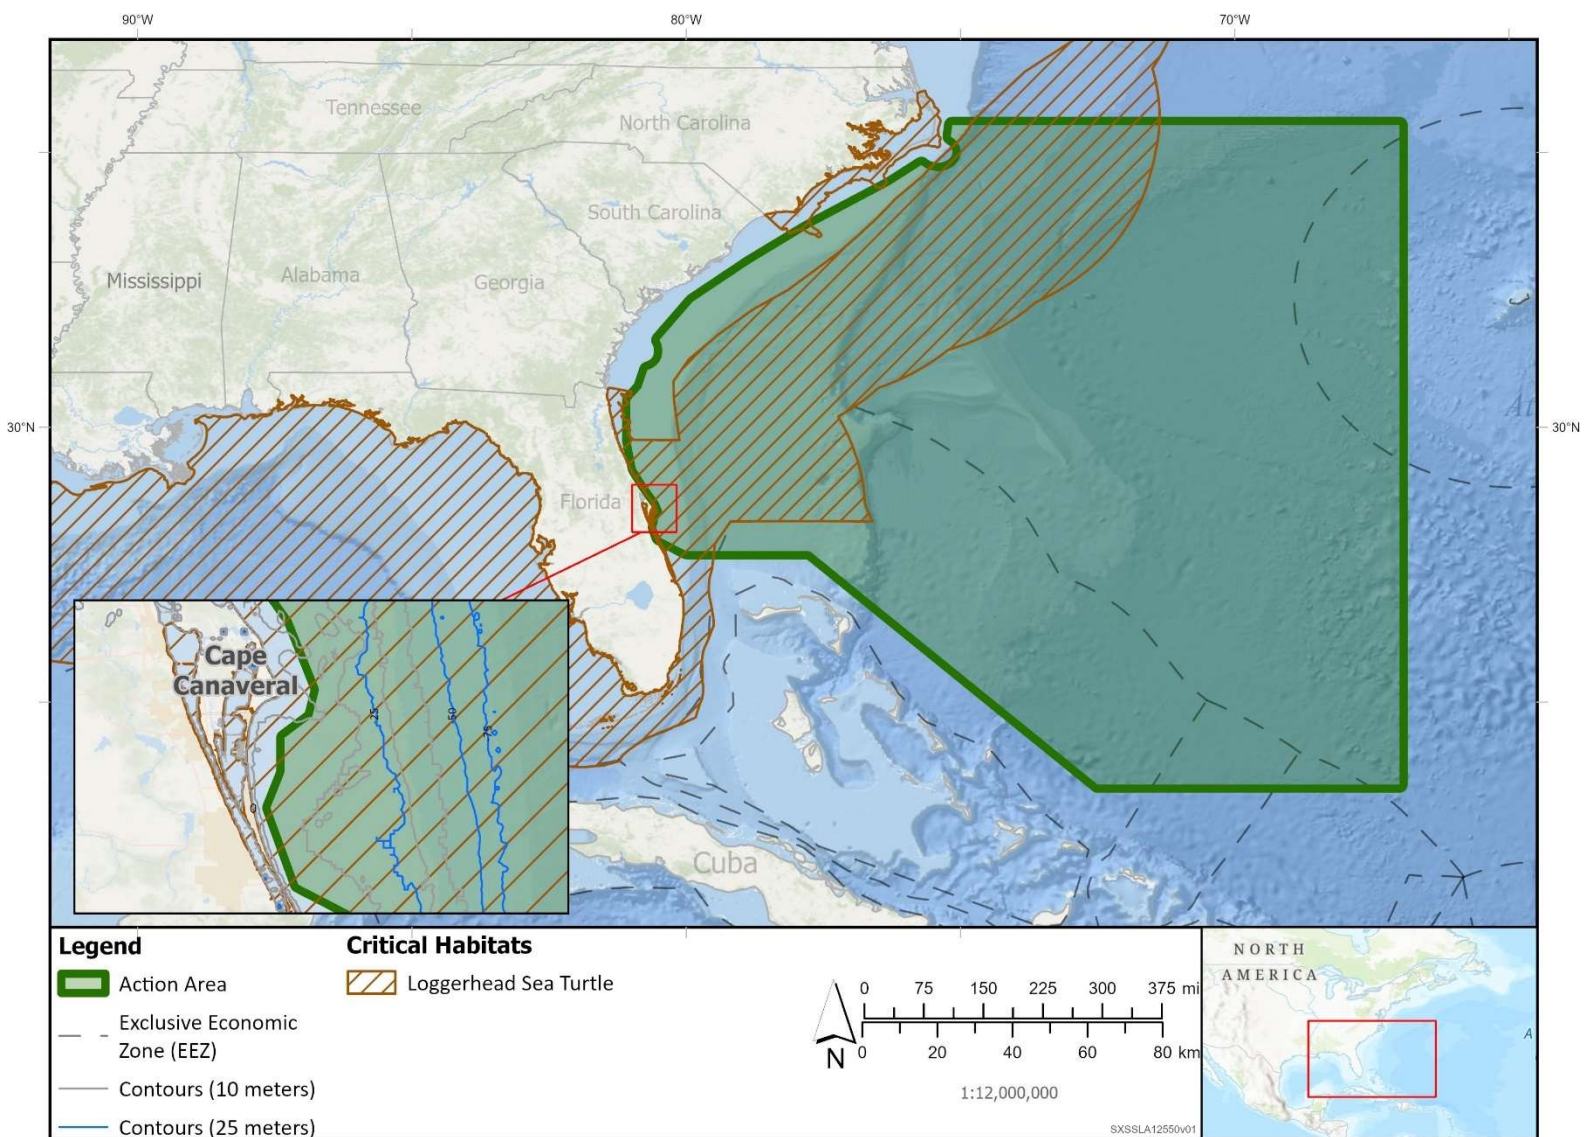 90°W
80°W
70°W
Tennessee
North Carolina
South Carolina
Mississippi
Alabama
Georgia
30°N
30°N
At
Florida
Cape
Canaveral
25
50
75
0
Cuba
Legend
Critical Habitats
Action Area
Loggerhead Sea Turtle
Exclusive Economic
Zone (EEZ)
Contours (10 meters)
Contours (25 meters)
N
0 75 150 225 300 375 mi
0 20 40 60 80 km
1:12,000,000
SXSSLA12550v01
NORTH
AMERICA
A